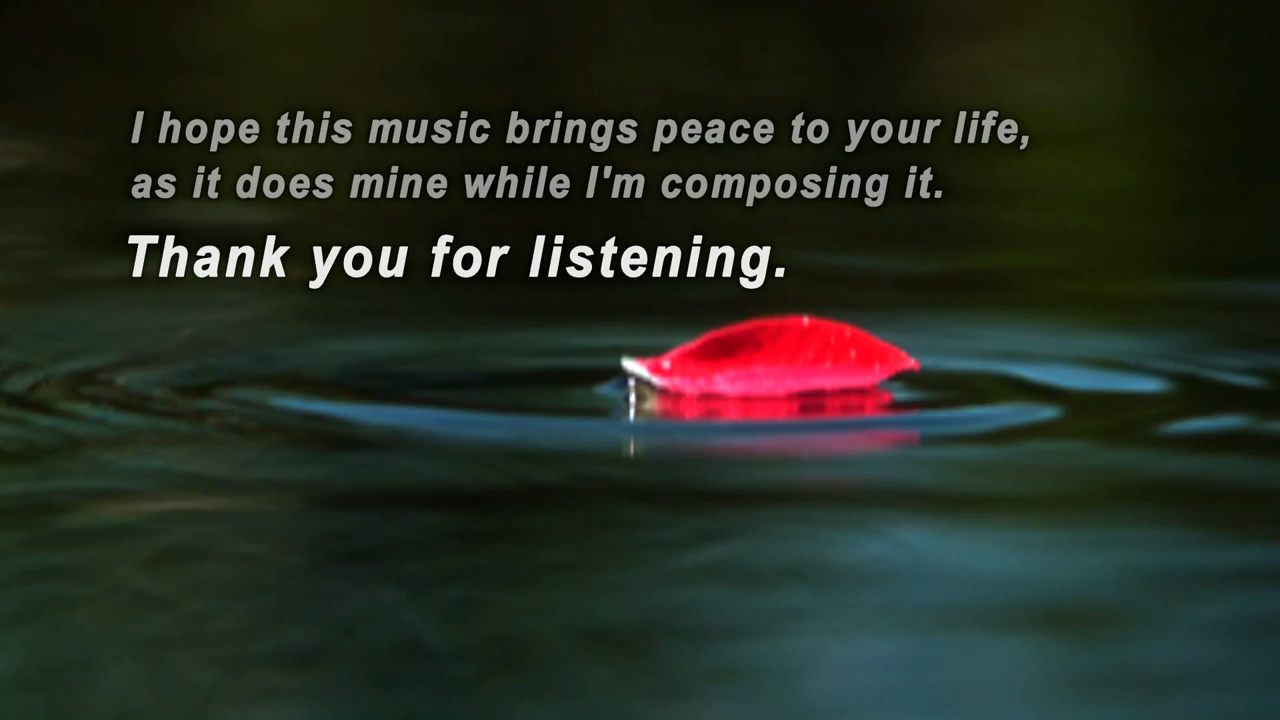 I hope this music brings peace to your life,
as it does mine while I'm composing it.
Thank you for listening.